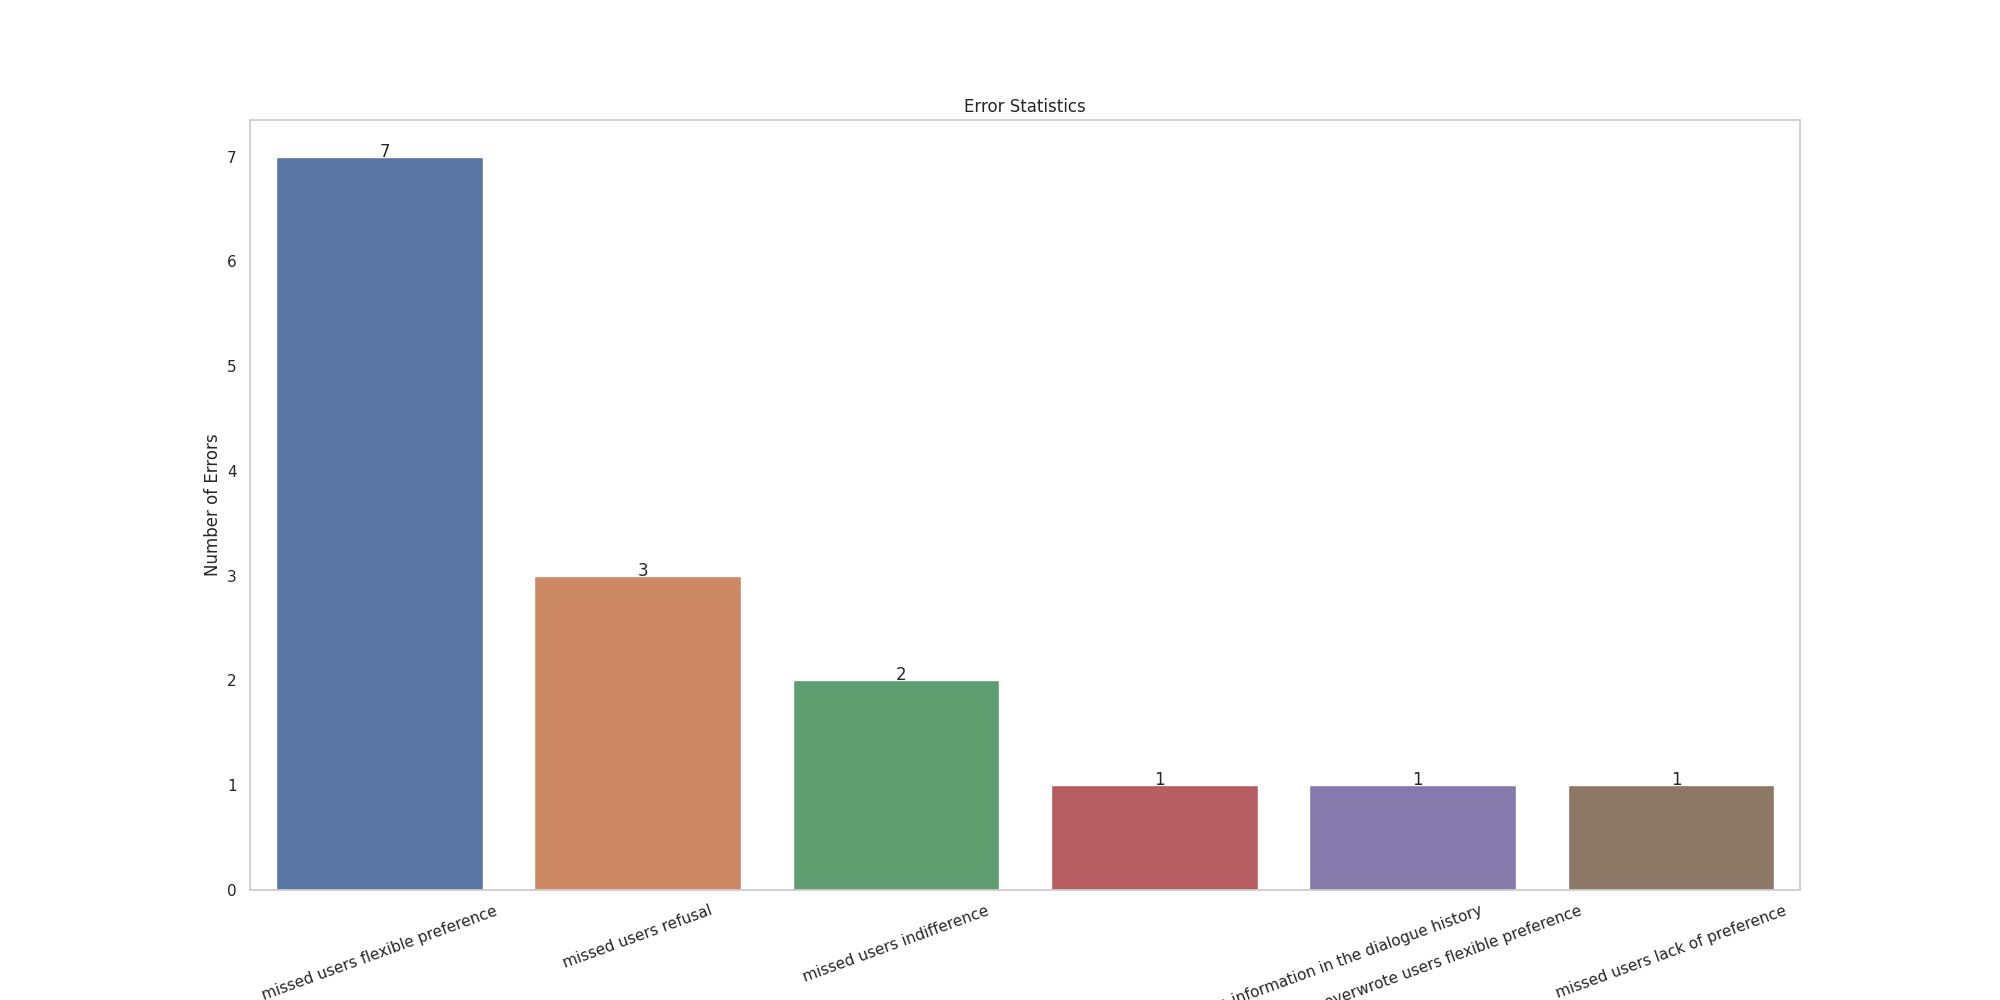 Error Statistics
Number of Errors
7
6
5
4
3
2
1
0
7
3
2
1
1
1
missed users flexible preference
missed users refusal
missed users indifference
information in the dialogue history
overwrote users flexible preference
missed users lack of preference